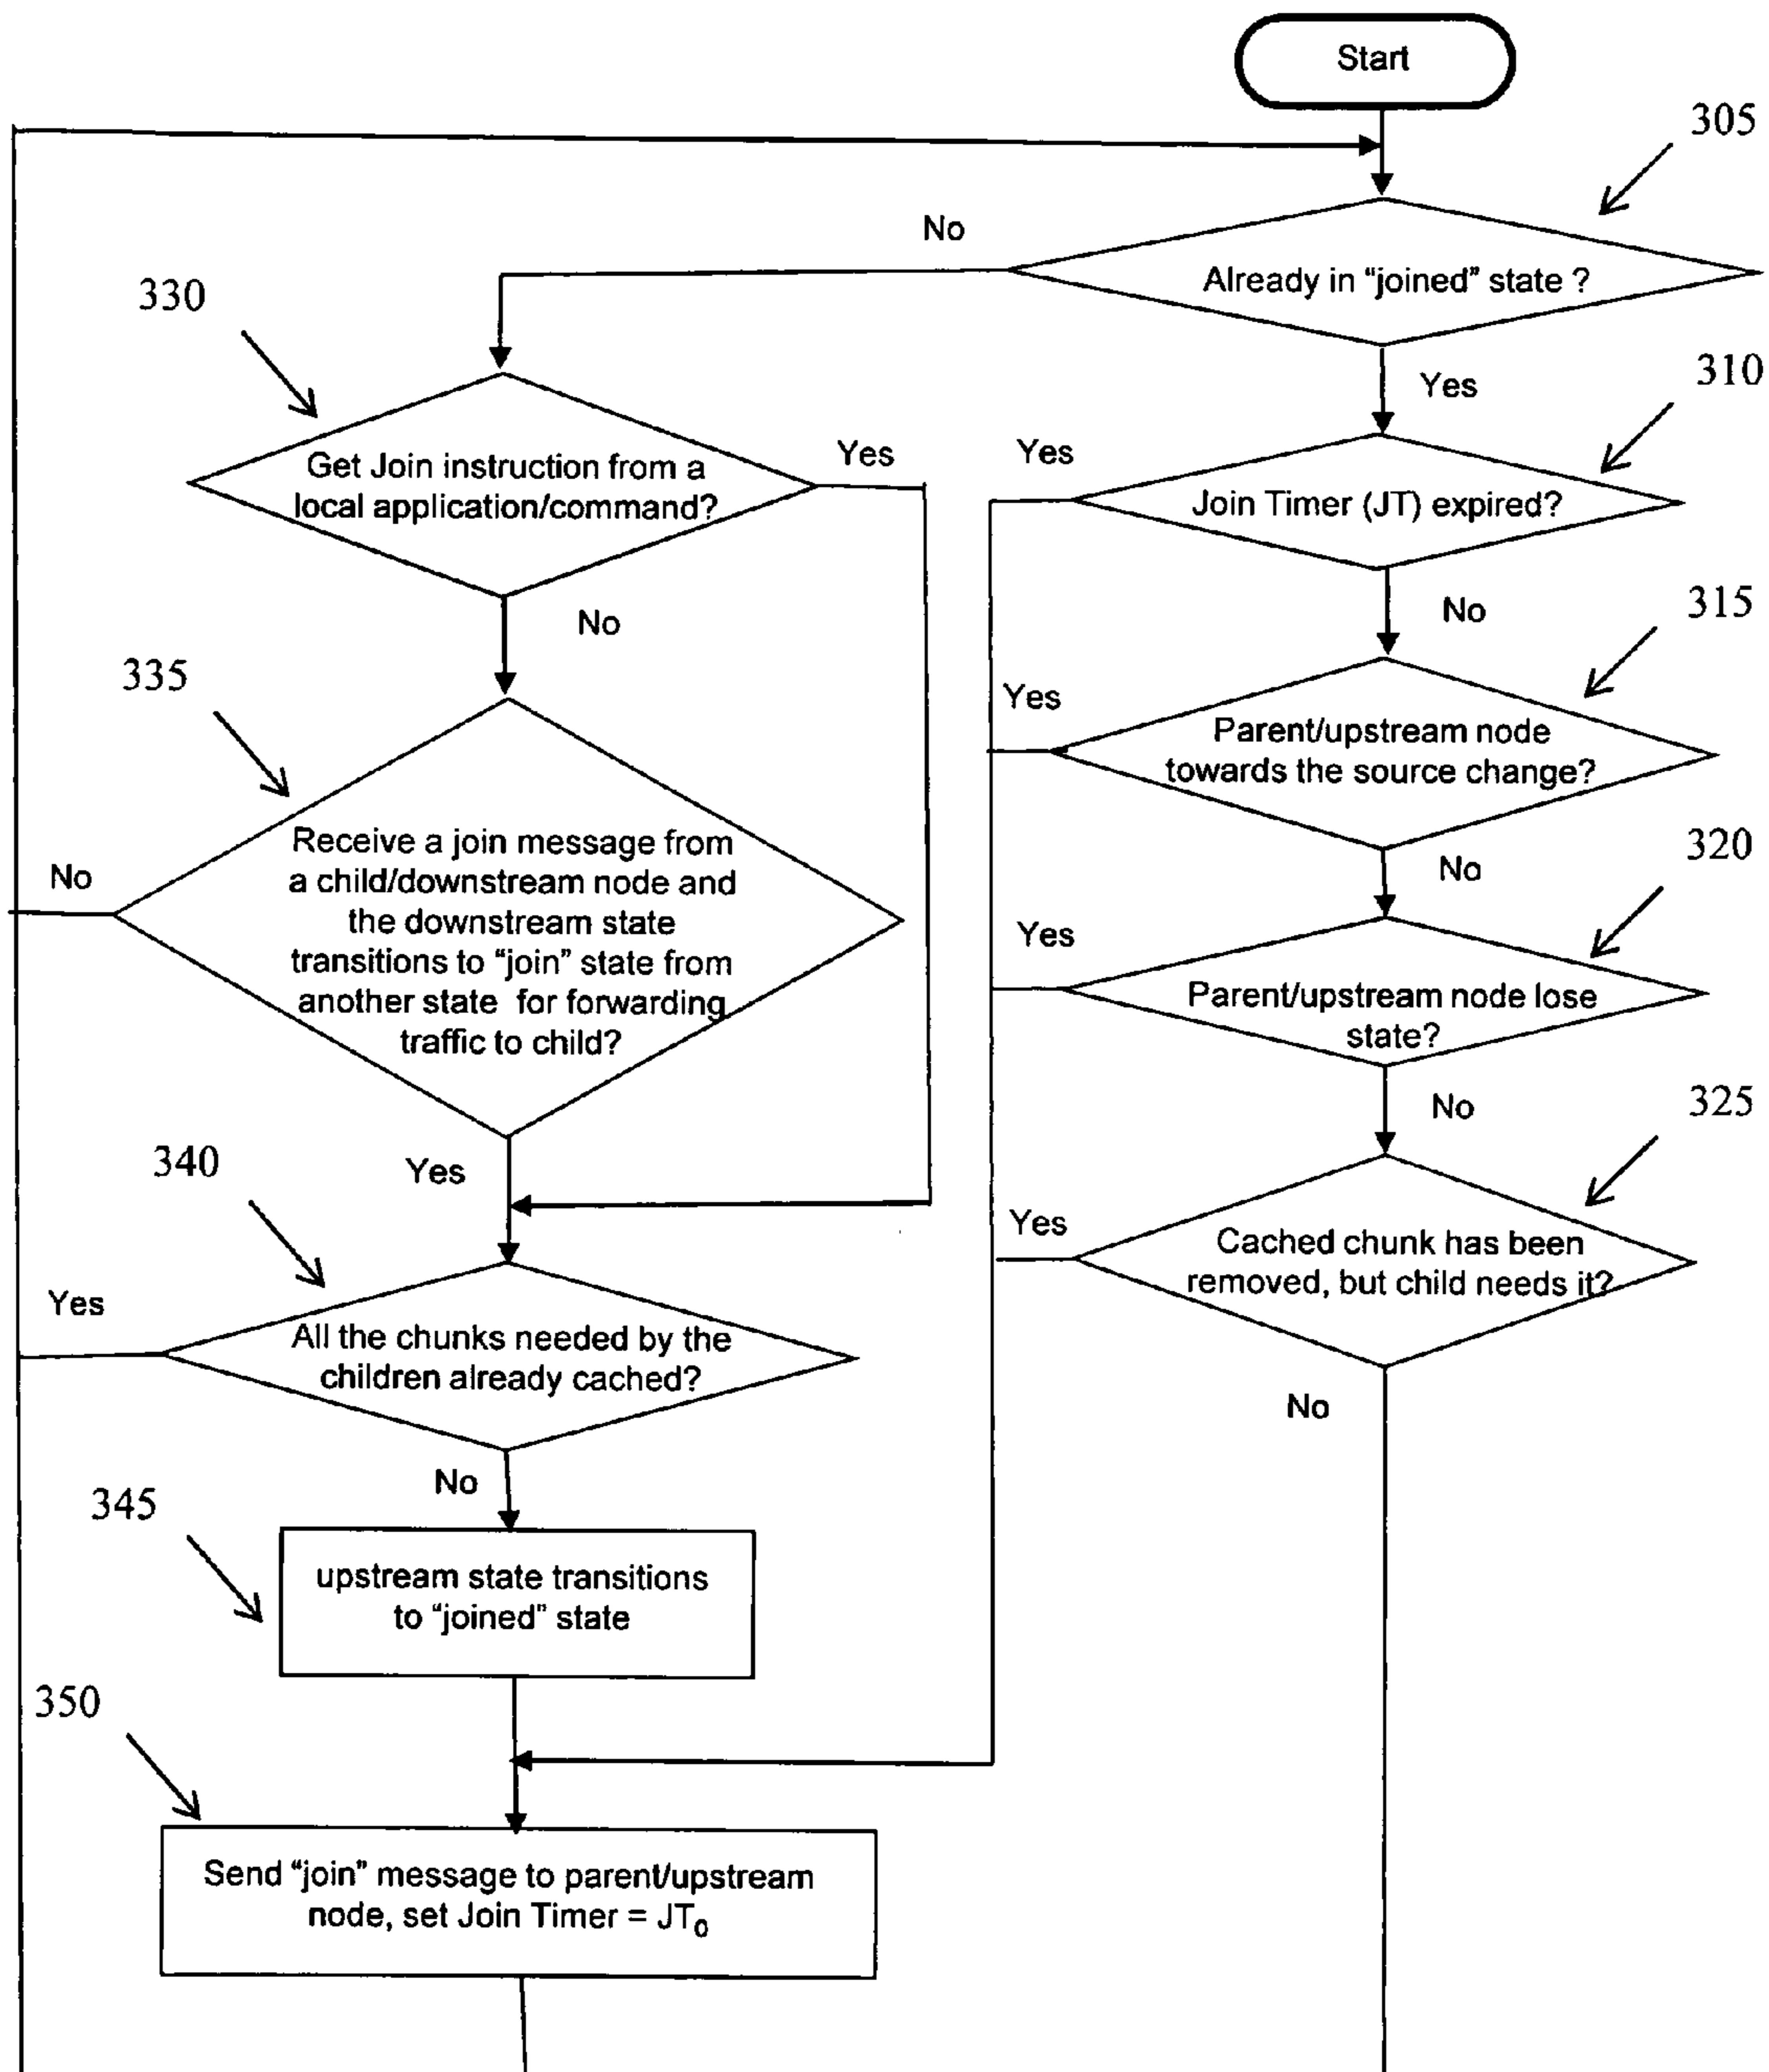 Start
305
No
Already in “joined” state ?
330
Yes
310
Get Join instruction from a
local application/command?
Yes
Yes
Join Timer (JT) expired?
No
No
315
335
Yes
Parent/upstream node
towards the source change?
Receive a join message from
a child/downstream node and
the downstream state
transitions to “join” state from
another state for forwarding
traffic to child?
No
No
320
Yes
Parent/upstream node lose
state?
No
325
340
Yes
Yes
Cached chunk has been
removed, but child needs it?
Yes
All the chunks needed by the
children already cached?
No
No
345
upstream state transitions
to “joined” state
350
Send “join” message to parent/upstream
node, set Join Timer = JT₀